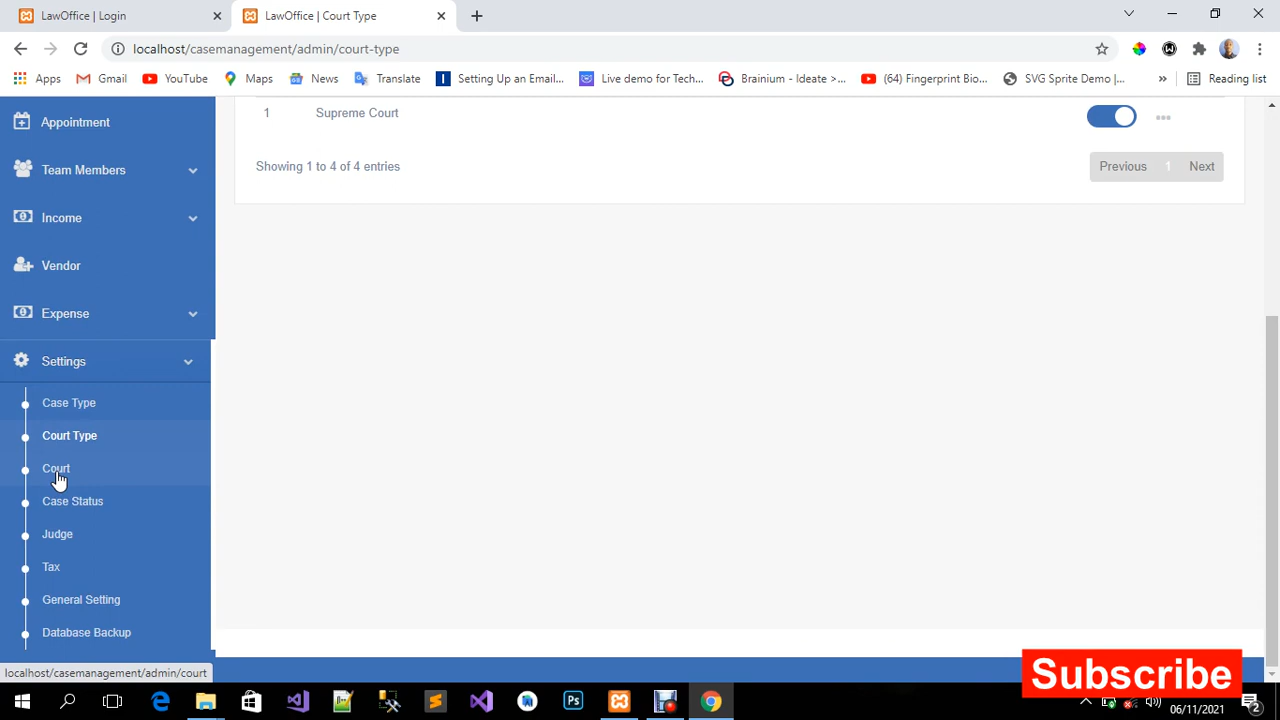 LawOffice | Login
LawOffice | Court Type
localhost/casemanagement/admin/court-type
Apps
Gmail
YouTube
Maps
News
Translate
Setting Up an Email...
Live demo for Tech...
Brainium - Ideate >...
(64) Fingerprint Bio...
SVG Sprite Demo |...
»
Reading list
Appointment
Team Members
Income
Vendor
Expense
Settings
Case Type
Court Type
Court
Case Status
Judge
Tax
General Setting
Database Backup
1 Supreme Court
Showing 1 to 4 of 4 entries
Previous 1 Next
localhost/casemanagement/admin/court
Subscribe
Ps
06/11/2021
2